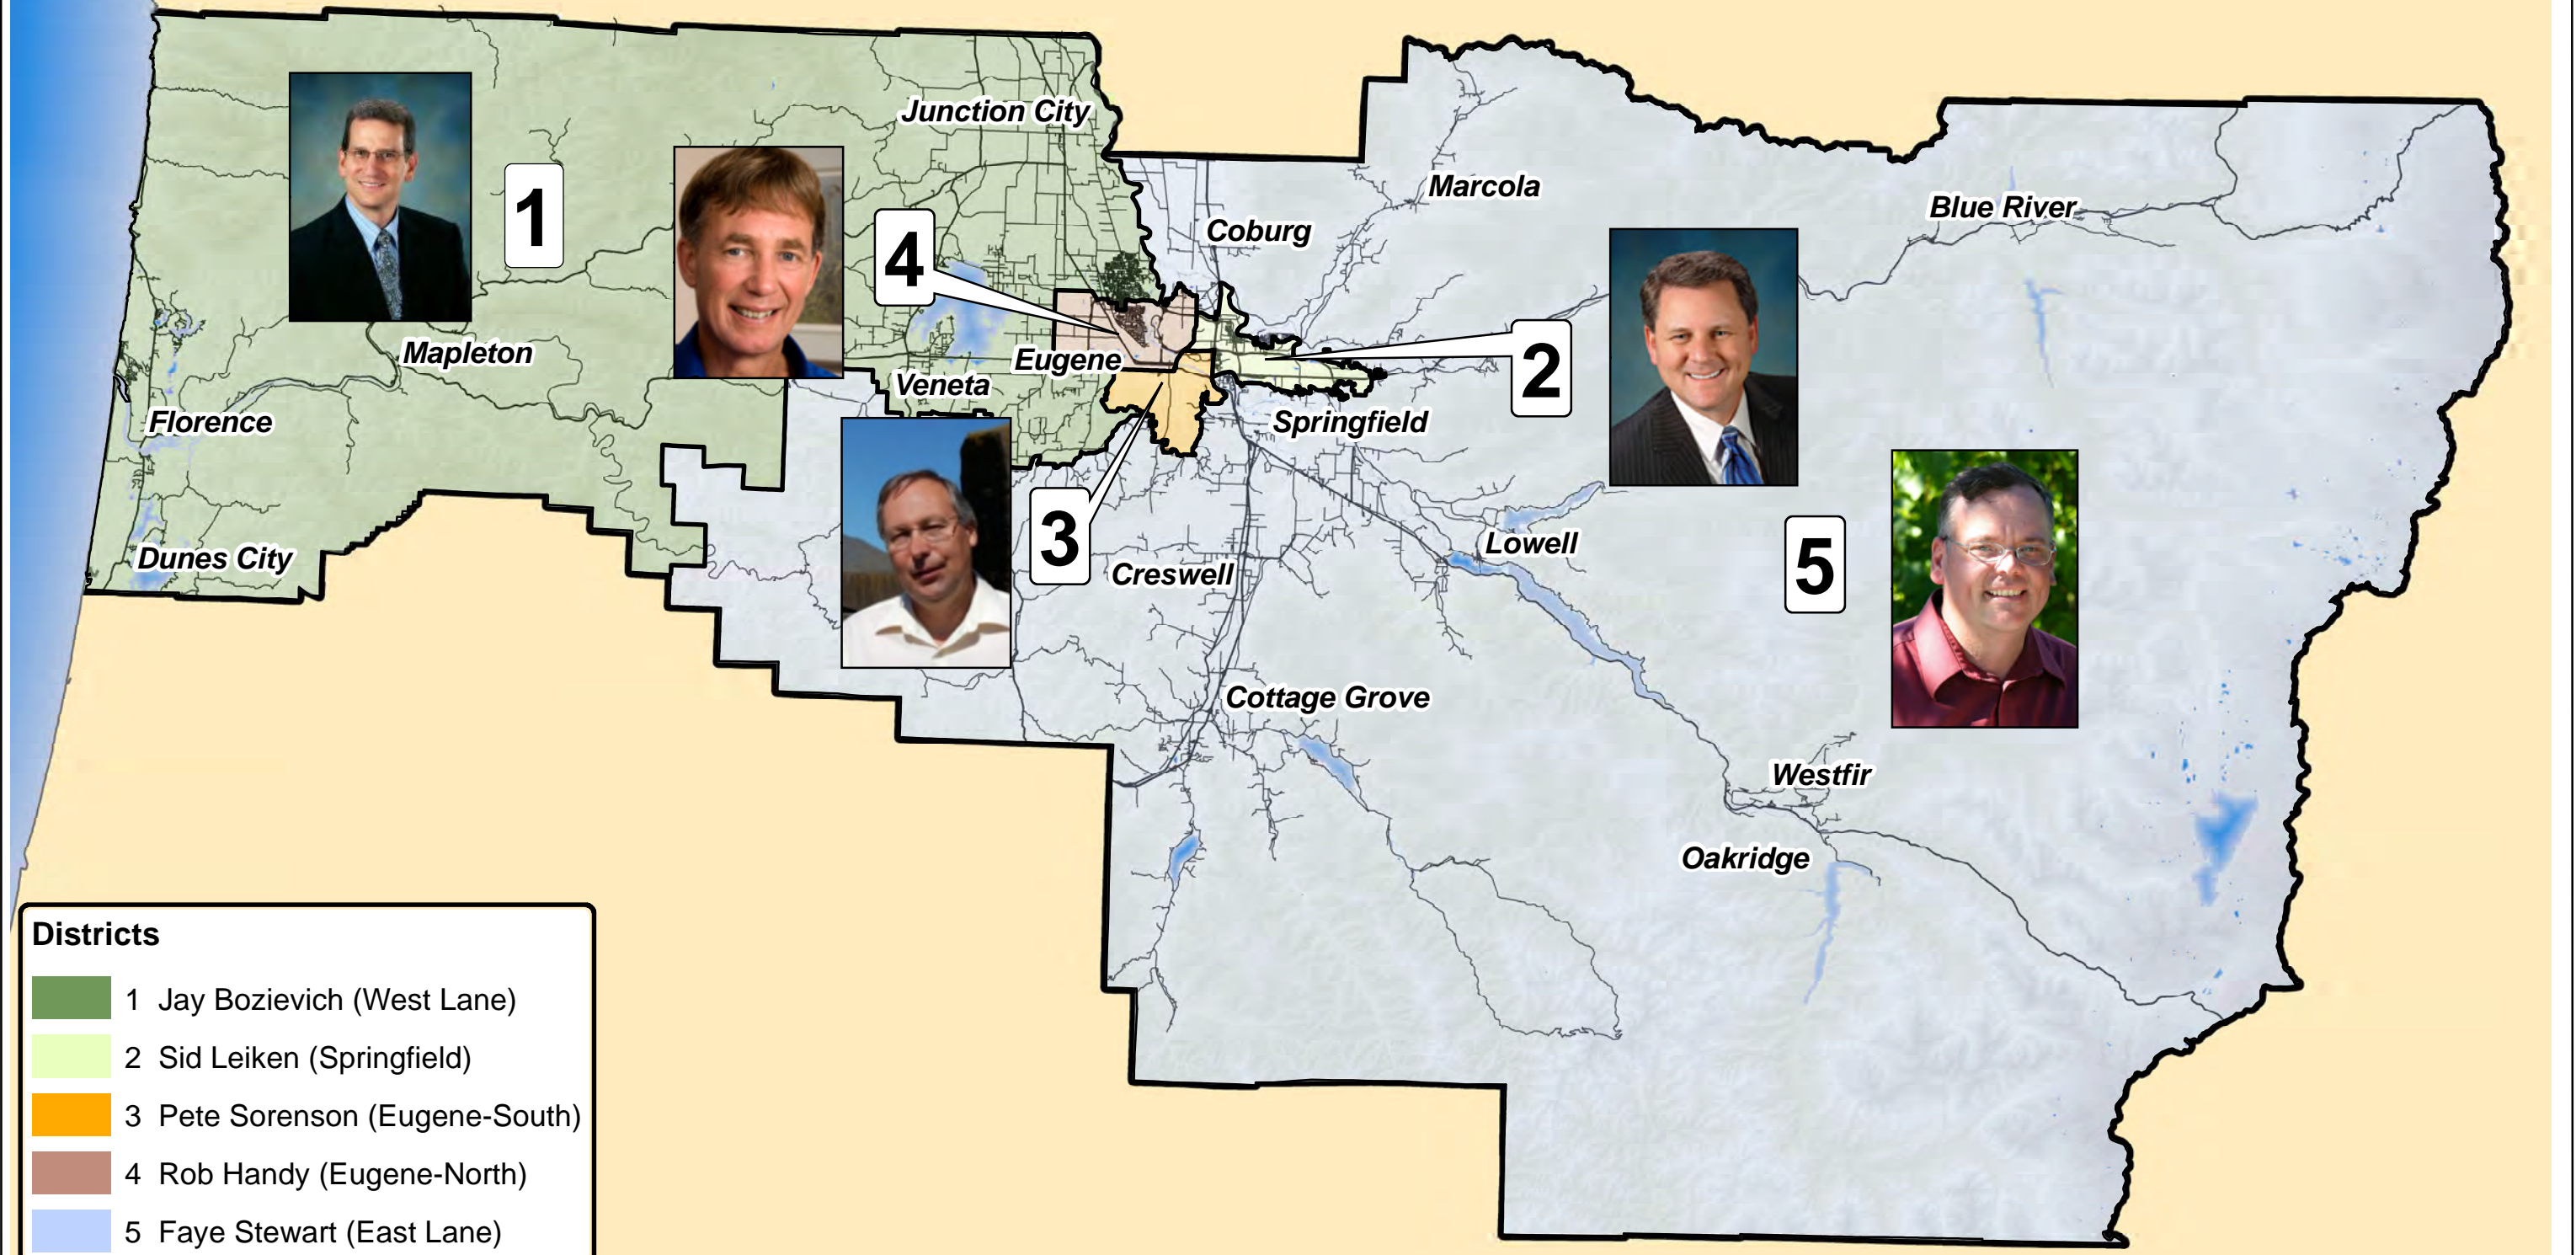 Junction City
1
Marcola
Blue River
Coburg
4
Mapleton
Eugene
Veneta
2
Florence
Springfield
3
Lowell
5
Dunes City
Creswell
Cottage Grove
Westfir
Oakridge
Districts
1 Jay Bozievich (West Lane)
2 Sid Leiken (Springfield)
3 Pete Sorenson (Eugene-South)
4 Rob Handy (Eugene-North)
5 Faye Stewart (East Lane)